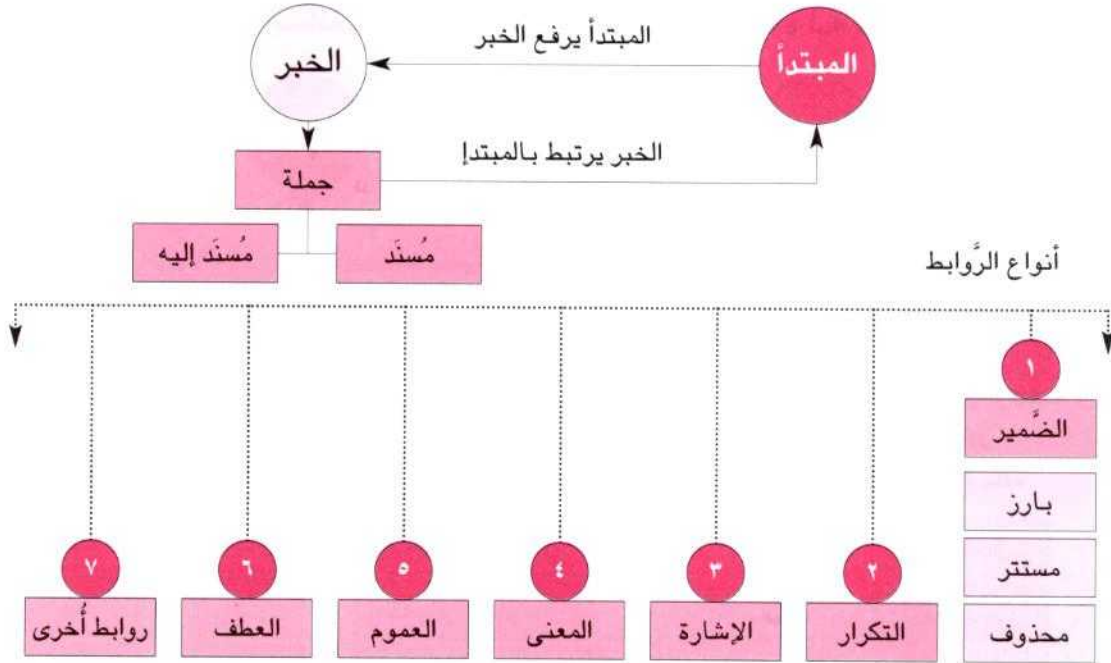 المبتدأ يرفع الخبر
المبتدأ
الخبر
الخبر يرتبط بالمبتدإ
جملة
مُسنَد
مُسنَد إليه
أنواع الرَّوابط
١
الضَّمير
بارز
مستتر
محذوف
٢
التكرار
٣
الإشارة
٤
المعنى
٥
العموم
٦
العطف
٧
روابط أُخرى